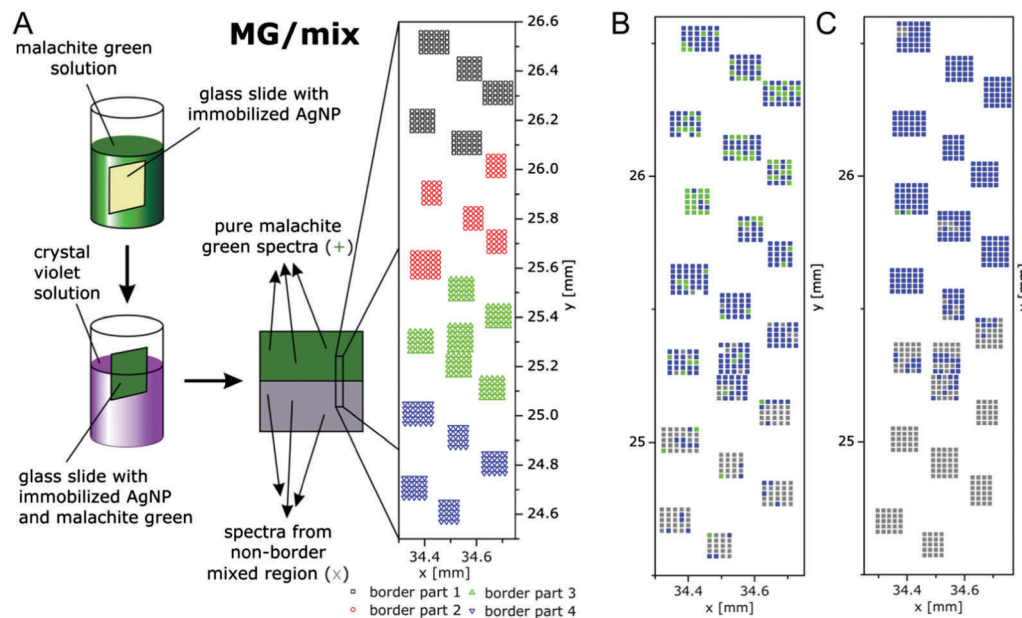 A
MG/mix
malachite green
solution
glass slide with
immobilized AgNP
crystal
violet
solution
glass slide with
immobilized AgNP
and malachite green
pure malachite
green spectra (+)
spectra from
non-border
mixed region (x)
26.6
26.4
26.2
26.0
25.8
25.6
25.4
25.2
25.0
24.8
24.6
y [mm]
34.4 34.6
x [mm]
border part 1
border part 2
border part 3
border part 4
B
26
25
y [mm]
34.4 34.6
x [mm]
C
26
25
y [mm]
34.4 34.6
x [mm]